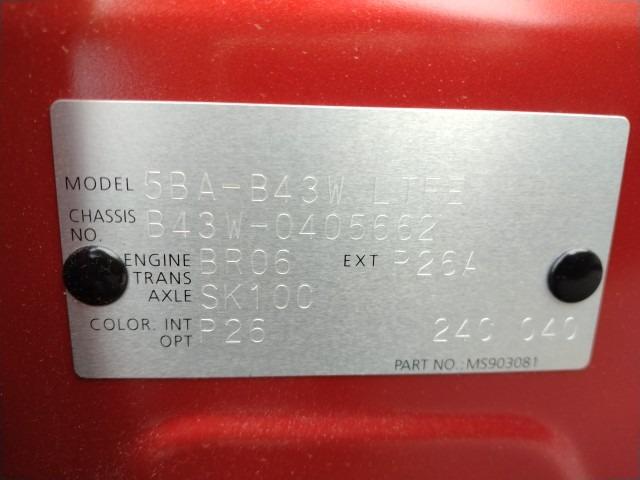 MODEL 5BA-B43W LTFE
CHASSIS NO. B43W-0405662
ENGINE BR06 EXT P26A
TRANS AXLE SK10C
COLOR. INT P26 240 040
OPT
PART NO.:MS903081